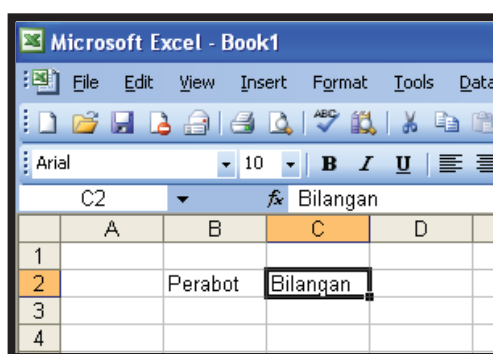 Microsoft Excel - Book1
File Edit View Insert Format Tools Data
ABC
Arial 10 B I U
C2 fx Bilangan
A B C D
1
2 Perabot Bilangan
3
4